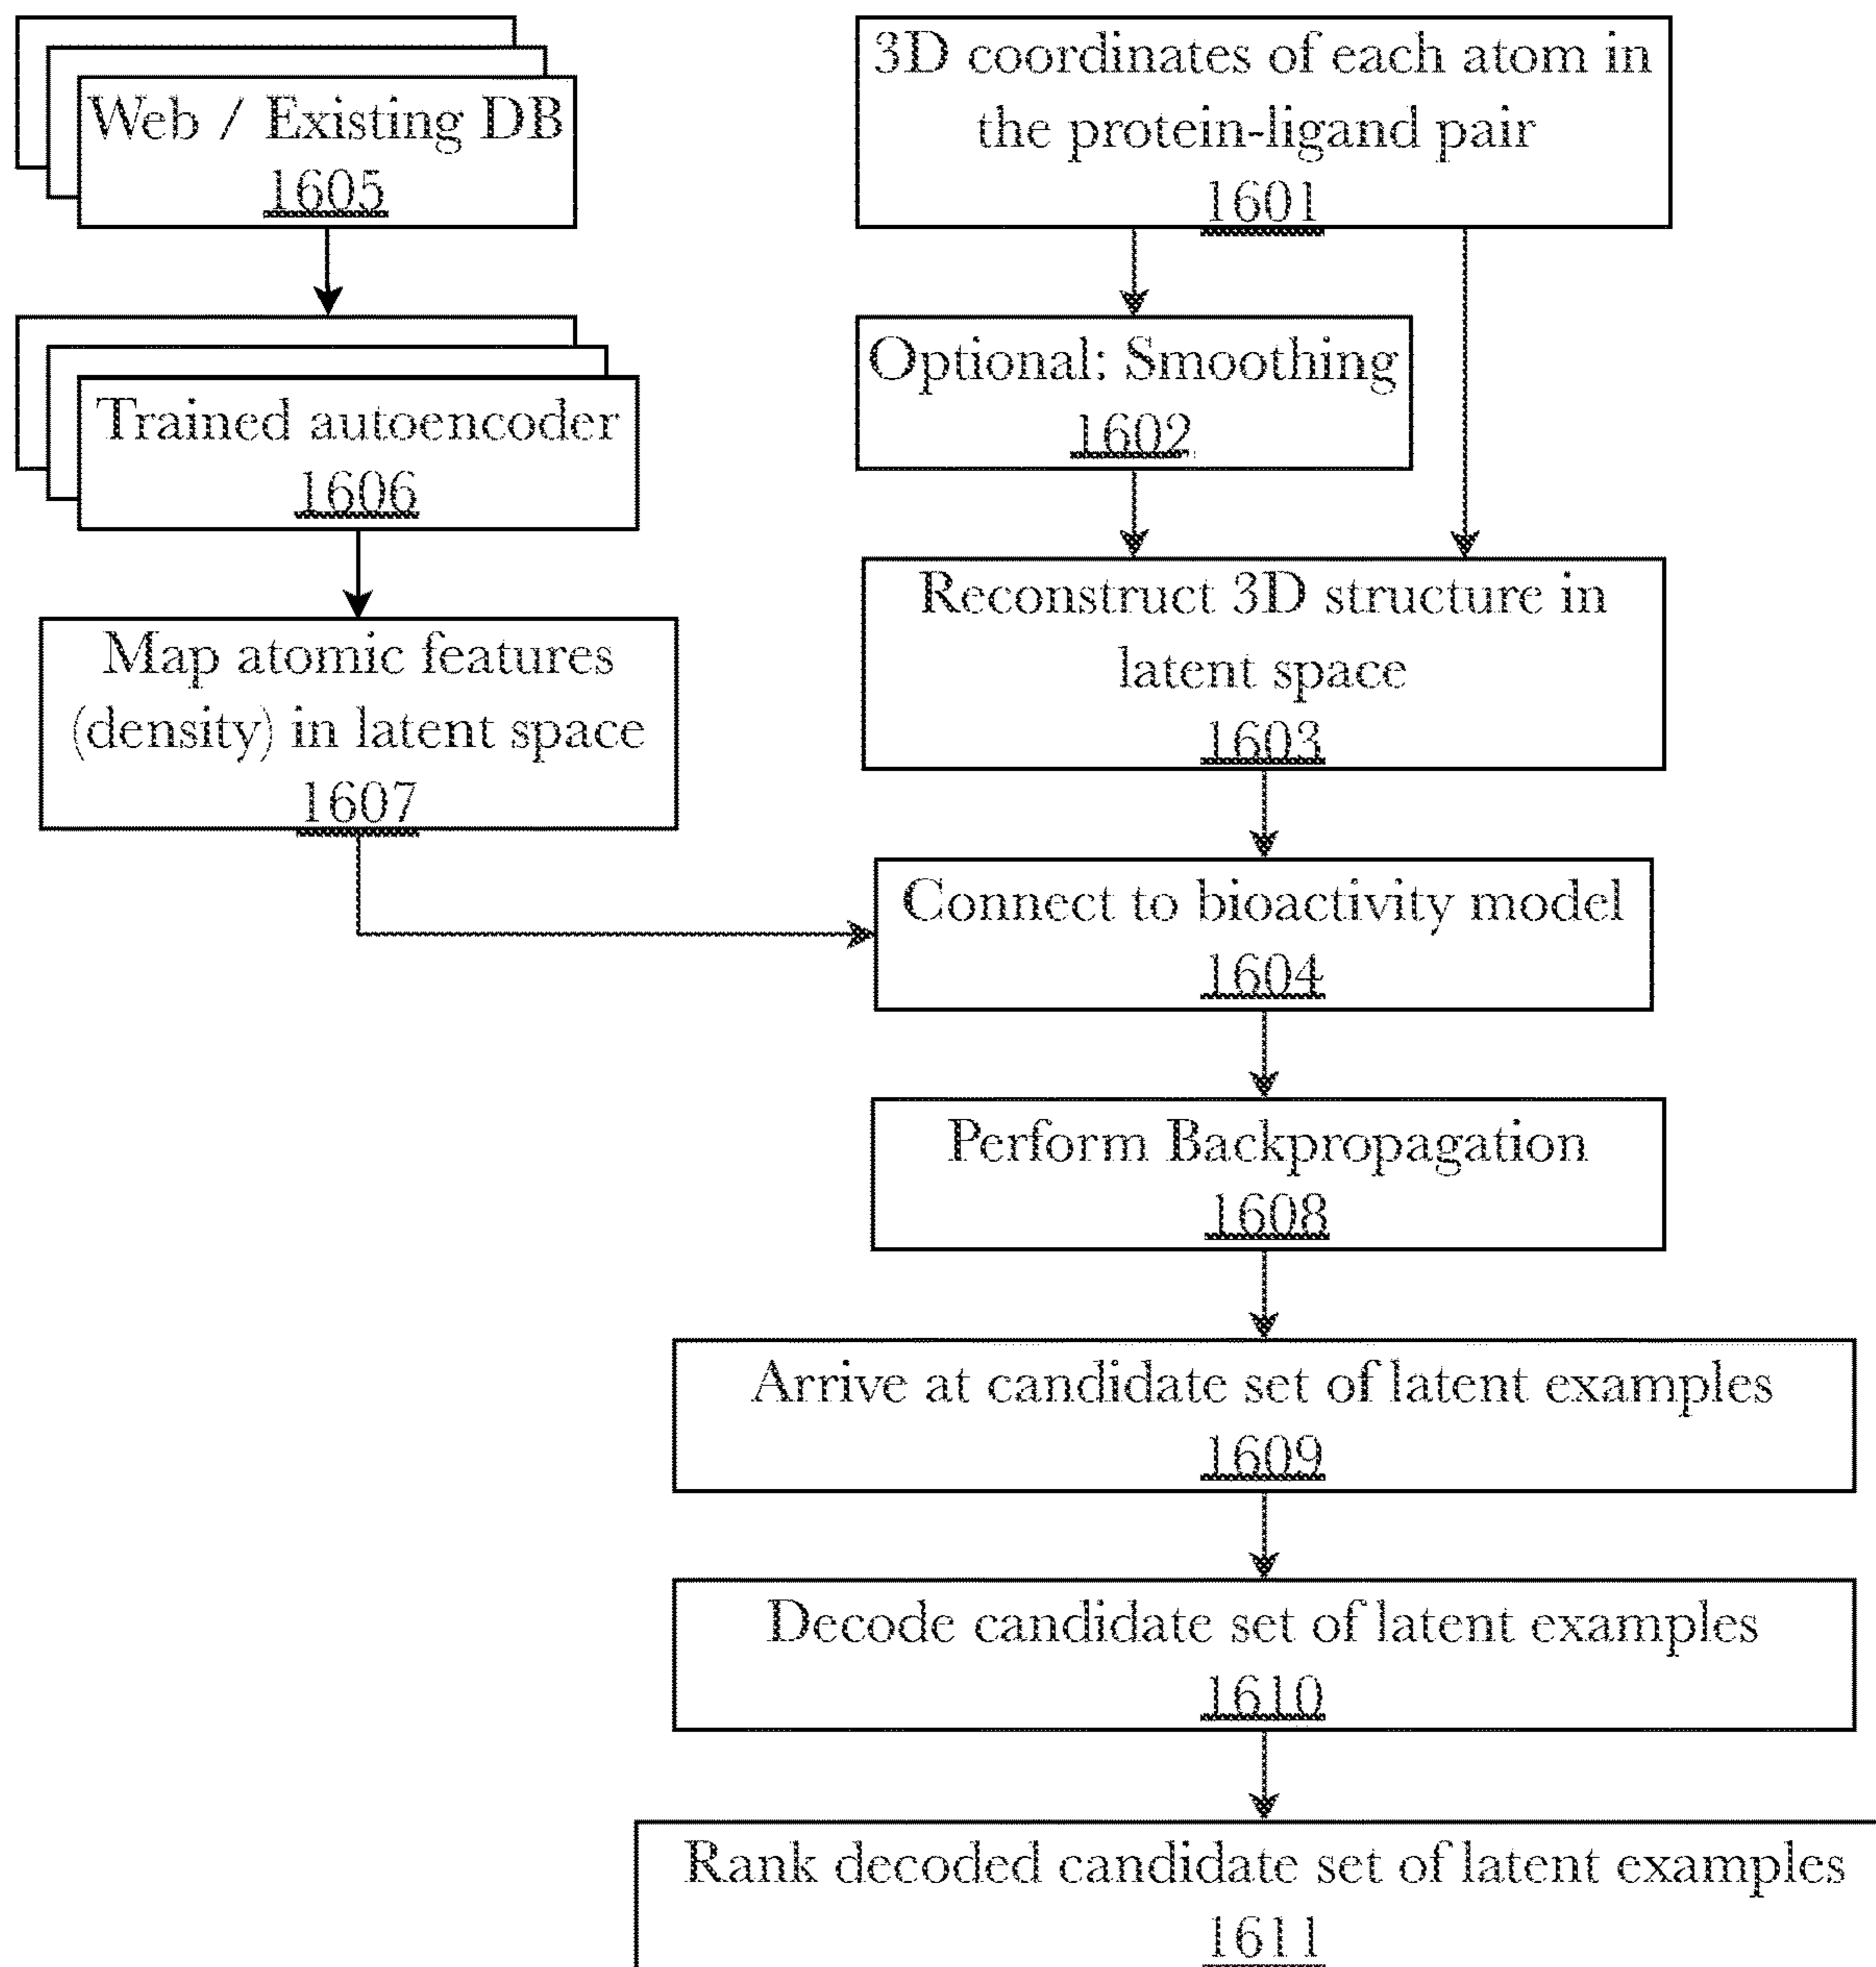 Web / Existing DB
1605
Trained autoencoder
1606
Map atomic features
(density) in latent space
1607
3D coordinates of each atom in
the protein-ligand pair
1601
Optional: Smoothing
1602
Reconstruct 3D structure in
latent space
1603
Connect to bioactivity model
1604
Perform Backpropagation
1608
Arrive at candidate set of latent examples
1609
Decode candidate set of latent examples
1610
Rank decoded candidate set of latent examples
1611